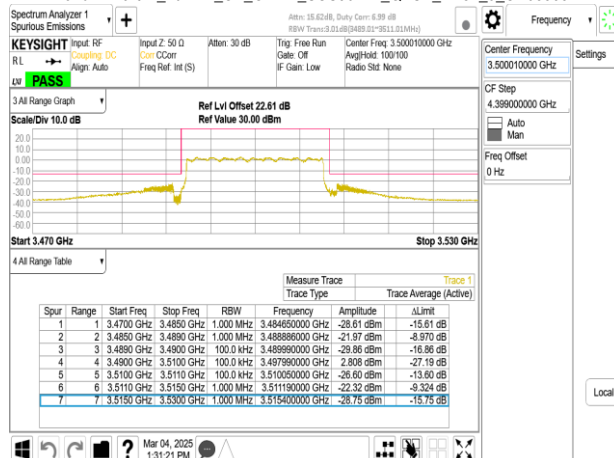 Spectrum Analyzer 1
Spurious Emissions
Attn: 15.62dB, Duty Corr: 6.99 dB
RBW Trans:3.01dB(3489.01~3511.01MHz)
Frequency
KEYSIGHT
RL
PASS
Input: RF
Coupling: DC
Align: Auto
Input Z: 50 Ω
Corr CCorr
Freq Ref: Int (S)
Atten: 30 dB
Trig: Free Run
Gate: Off
IF Gain: Low
Center Freq: 3.500010000 GHz
Avg|Hold: 100/100
Radio Std: None
Center Frequency
3.500010000 GHz
Settings
CF Step
4.399000000 GHz
Auto
Man
Freq Offset
0 Hz
Local
3 All Range Graph
Scale/Div 10.0 dB
Ref Lvl Offset 22.61 dB
Ref Value 30.00 dBm
20.0
10.0
0.00
-10.0
-20.0
-30.0
-40.0
-50.0
-60.0
Start 3.470 GHz
Stop 3.530 GHz
4 All Range Table
Measure Trace Trace 1
Trace Type Trace Average (Active)
Spur Range Start Freq Stop Freq RBW Frequency Amplitude ΔLimit
1 1 3.4700 GHz 3.4850 GHz 1.000 MHz 3.484650000 GHz -28.61 dBm -15.61 dB
2 2 3.4850 GHz 3.4890 GHz 1.000 MHz 3.488886000 GHz -21.97 dBm -8.970 dB
3 3 3.4890 GHz 3.4900 GHz 100.0 kHz 3.489990000 GHz -29.86 dBm -16.86 dB
4 4 3.4900 GHz 3.5100 GHz 100.0 kHz 3.497990000 GHz 2.808 dBm -27.19 dB
5 5 3.5100 GHz 3.5110 GHz 100.0 kHz 3.510050000 GHz -26.60 dBm -13.60 dB
6 6 3.5110 GHz 3.5150 GHz 1.000 MHz 3.511190000 GHz -22.32 dBm -9.324 dB
7 7 3.5150 GHz 3.5300 GHz 1.000 MHz 3.515400000 GHz -28.75 dBm -15.75 dB
Mar 04, 2025
1:31:21 PM